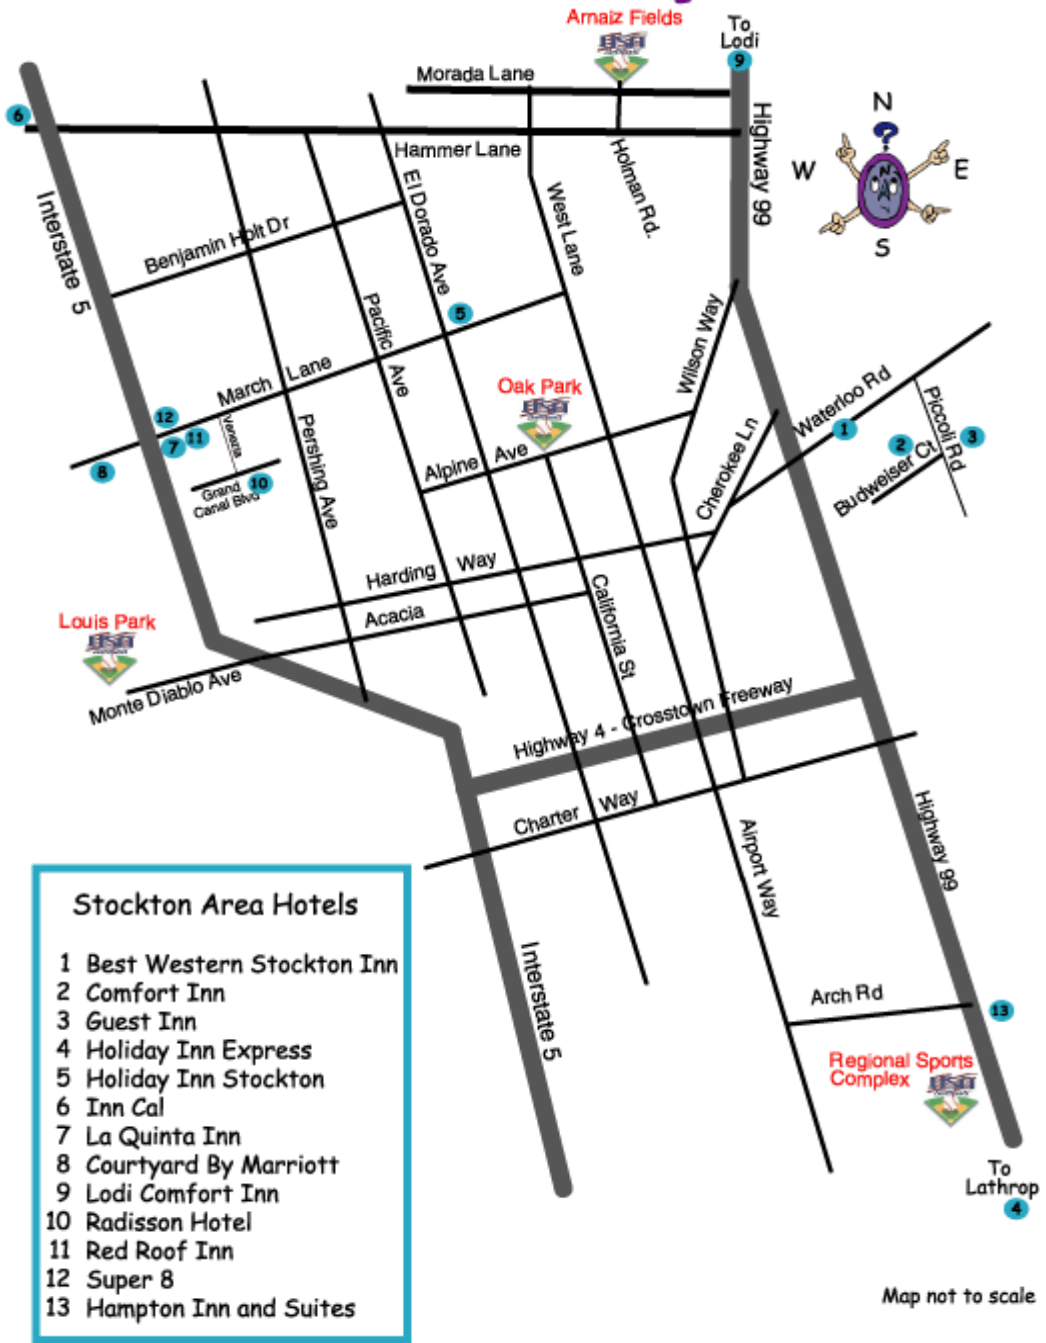 Arnaiz Fields
To
Lodi
9
Morada Lane
6
Hammer Lane
Highway 99
Holman Rd.
N
W
E
S
N
Interstate 5
El Dorado Ave
West Lane
Benjamin Holt Dr
5
Pacific Ave
Wilson Way
March Lane
Oak Park
Waterloo Rd
Piccoli Rd
12
11
7
8
Venezia
Pershing Ave
Alpine Ave
Cherokee Ln
1
2
3
Budweiser Ct
10
Grand
Canal Blvd
Harding Way
Acacia
California St
Louis Park
Monte Diablo Ave
Highway 4 - Crosstown Freeway
Charter Way
Airport Way
Highway 99
Interstate 5
Arch Rd
13
Regional Sports
Complex
To
Lathrop
4
Stockton Area Hotels
1 Best Western Stockton Inn
2 Comfort Inn
3 Guest Inn
4 Holiday Inn Express
5 Holiday Inn Stockton
6 Inn Cal
7 La Quinta Inn
8 Courtyard By Marriott
9 Lodi Comfort Inn
10 Radisson Hotel
11 Red Roof Inn
12 Super 8
13 Hampton Inn and Suites
Map not to scale